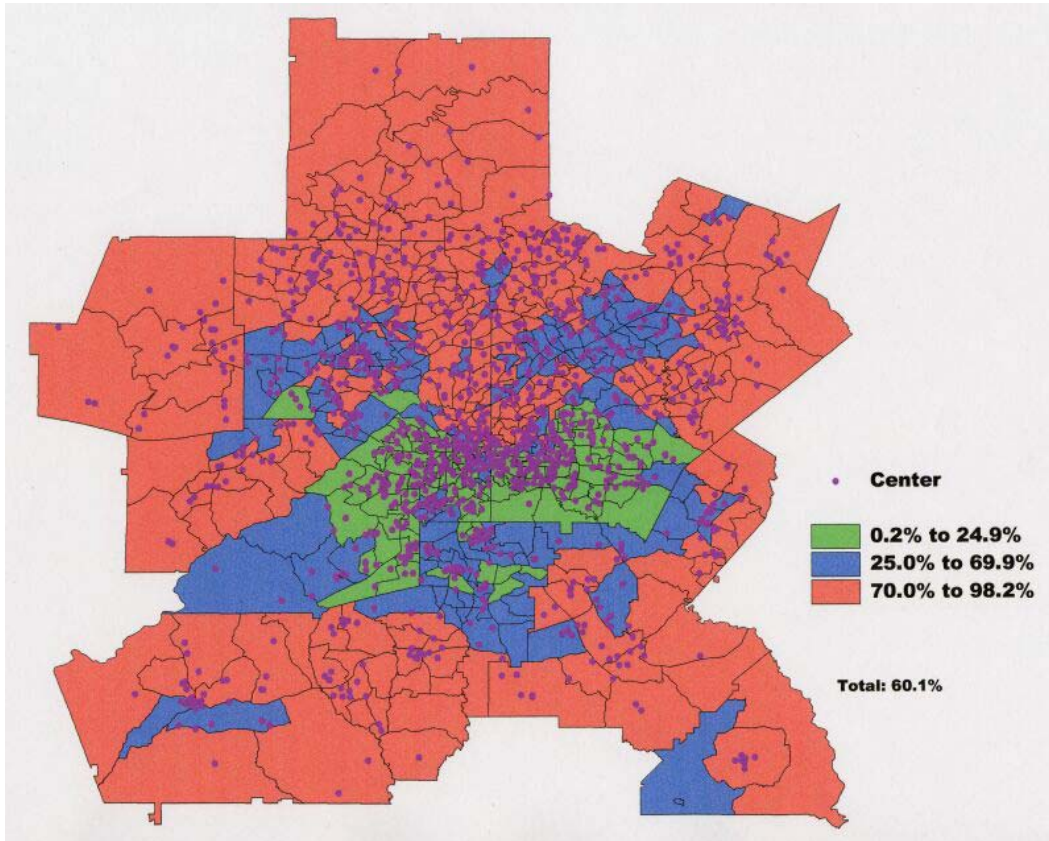 Center
0.2% to 24.9%
25.0% to 69.9%
70.0% to 98.2%
Total: 60.1%